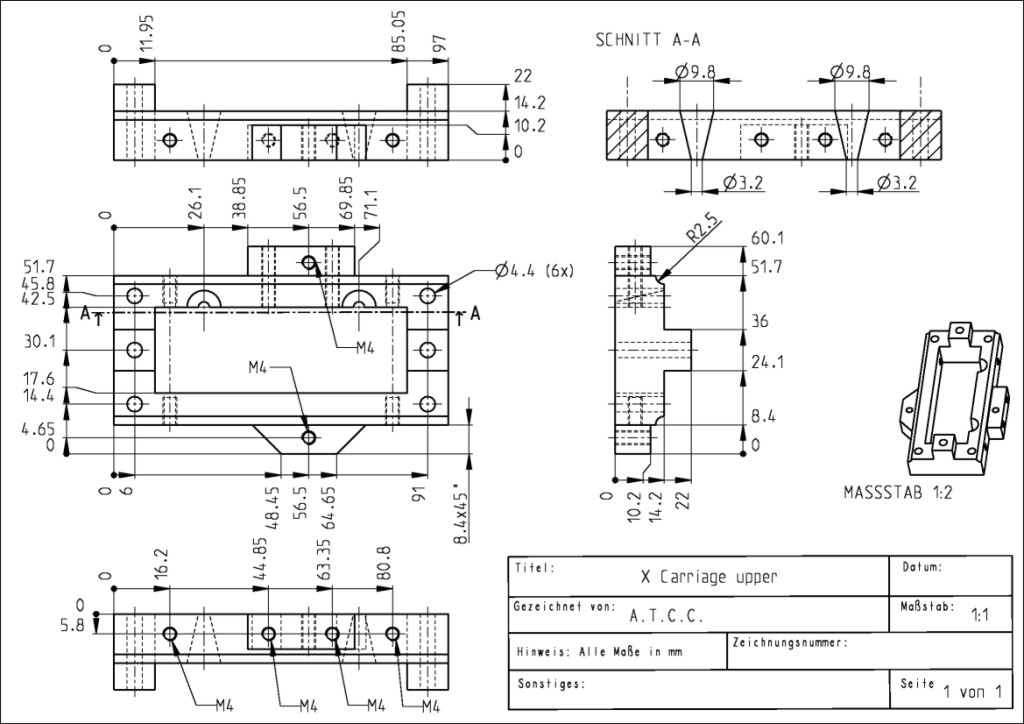 0
11.95
85.05
97
22
14.2
10.2
0
SCHNITT A-A
Ø9.8
Ø9.8
Ø3.2
Ø3.2
0
26.1
38.85
56.5
69.85
71.1
51.7
45.8
42.5
30.1
17.6
14.4
4.65
0
A
A
Ø4.4 (6x)
M4
M4
0
6
48.45
56.5
64.65
91
8.4x45°
R2.5
60.1
51.7
36
24.1
8.4
0
0
10.2
14.2
22
MASSSTAB 1:2
0
16.2
44.85
63.35
80.8
0
5.8
M4
M4
M4
M4
Titel:
X Carriage upper
Datum:
Gezeichnet von:
A.T.C.C.
Maßstab:
1:1
Hinweis: Alle Maße in mm
Zeichnungsnummer:
Sonstiges:
Seite
1 von 1